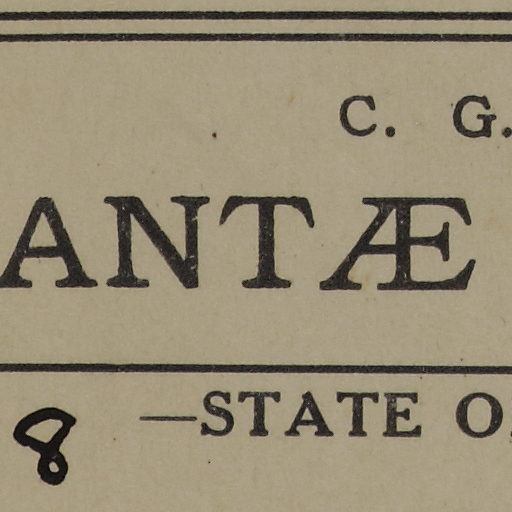 C. G.
ANTÆ
8 —STATE O